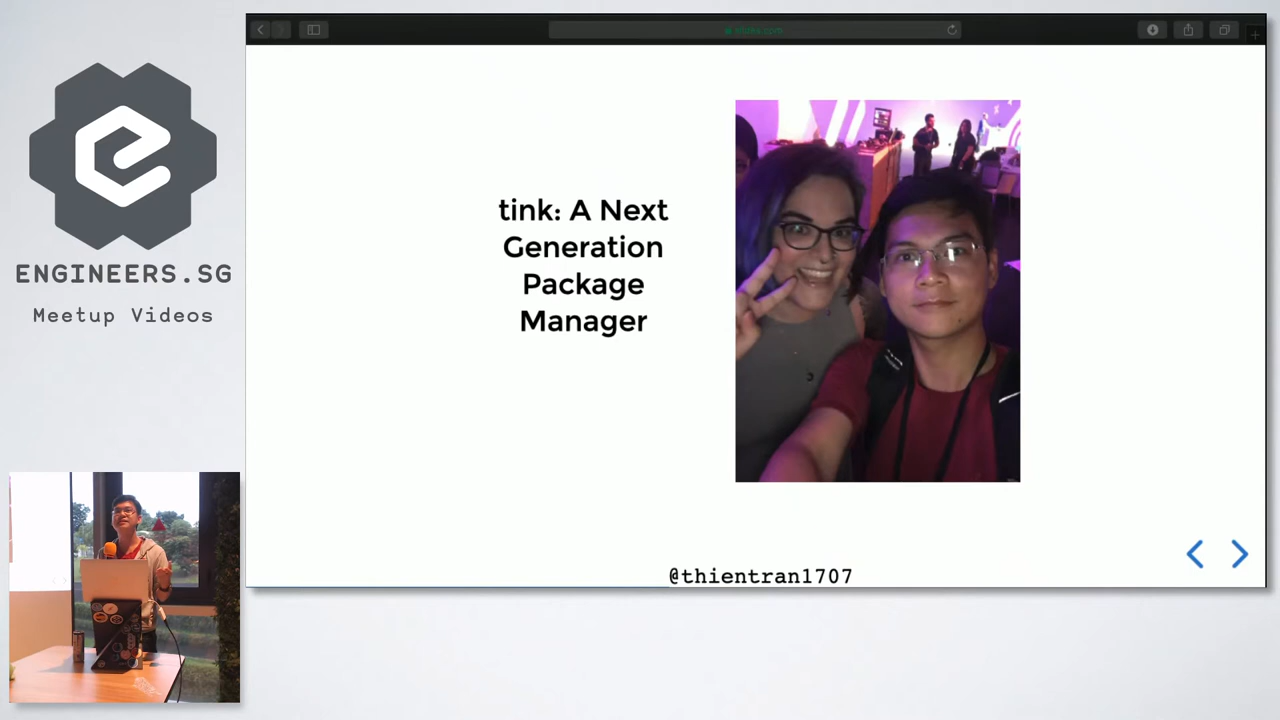 ENGINEERS.SG
Meetup Videos
tink: A Next
Generation
Package
Manager
@thientran1707